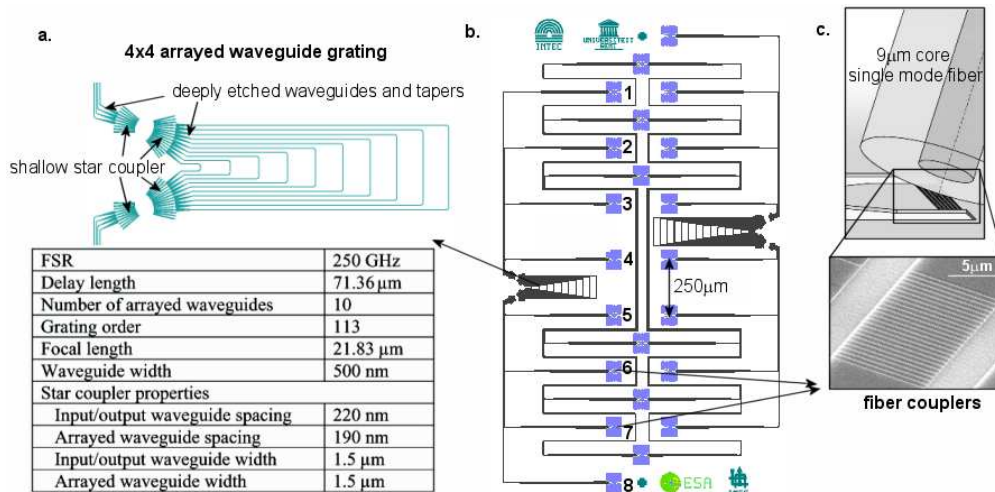 a.
4x4 arrayed waveguide grating
deeply etched waveguides and tapers
shallow star coupler
FSR 250 GHz
Delay length 71.36 µm
Number of arrayed waveguides 10
Grating order 113
Focal length 21.83 µm
Waveguide width 500 nm
Star coupler properties
Input/output waveguide spacing 220 nm
Arrayed waveguide spacing 190 nm
Input/output waveguide width 1.5 µm
Arrayed waveguide width 1.5 µm
b.
INTEC
UNIVERSITEIT
GENT
1
2
3
4
250µm
5
6
7
8
ESA
c.
9µm core
single mode fiber
5µm
fiber couplers